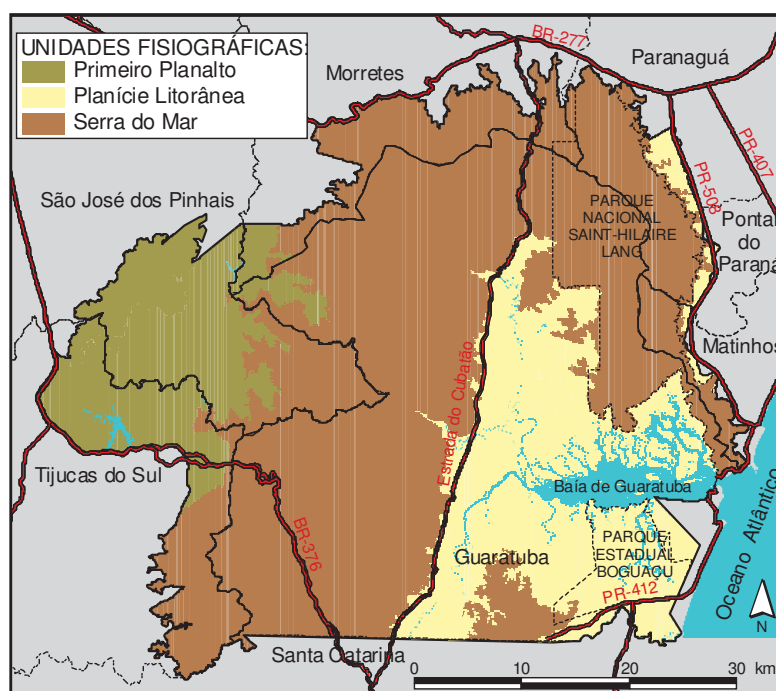 UNIDADES FISIOGRÁFICAS:
Primeiro Planalto
Planície Litorânea
Serra do Mar
BR-277
Paranaguá
Morretes
PR-407
PR-508
São José dos Pinhais
PARQUE
NACIONAL
SAINT-HILAIRE
LANG
Pontal
do
Paraná
Matinhos
Estrada do Cubatão
Tijucas do Sul
Baía de Guaratuba
BR-376
Guaratuba
PARQUE
ESTADUAL
BOGUAÇU
PR-412
Oceano Atlântico
N
Santa Catarina
0 10 20 30 km